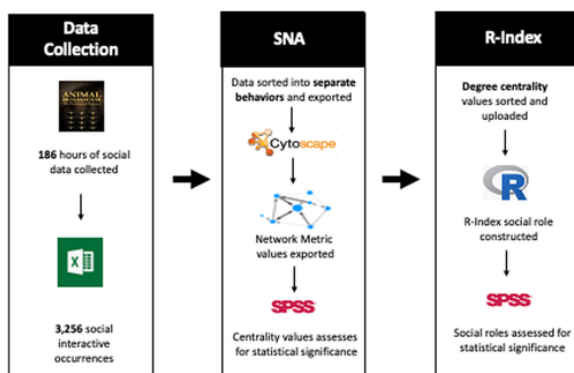 Data
Collection
ANIMAL
186 hours of social
data collected
3,256 social
interactive
occurrences
SNA
Data sorted into separate
behaviors and exported
Cytoscape
Network Metric
values exported
SPSS
Centrality values assesses
for statistical significance
R-Index
Degree centrality
values sorted and
uploaded
R
R-Index social role
constructed
SPSS
Social roles assessed for
statistical significance